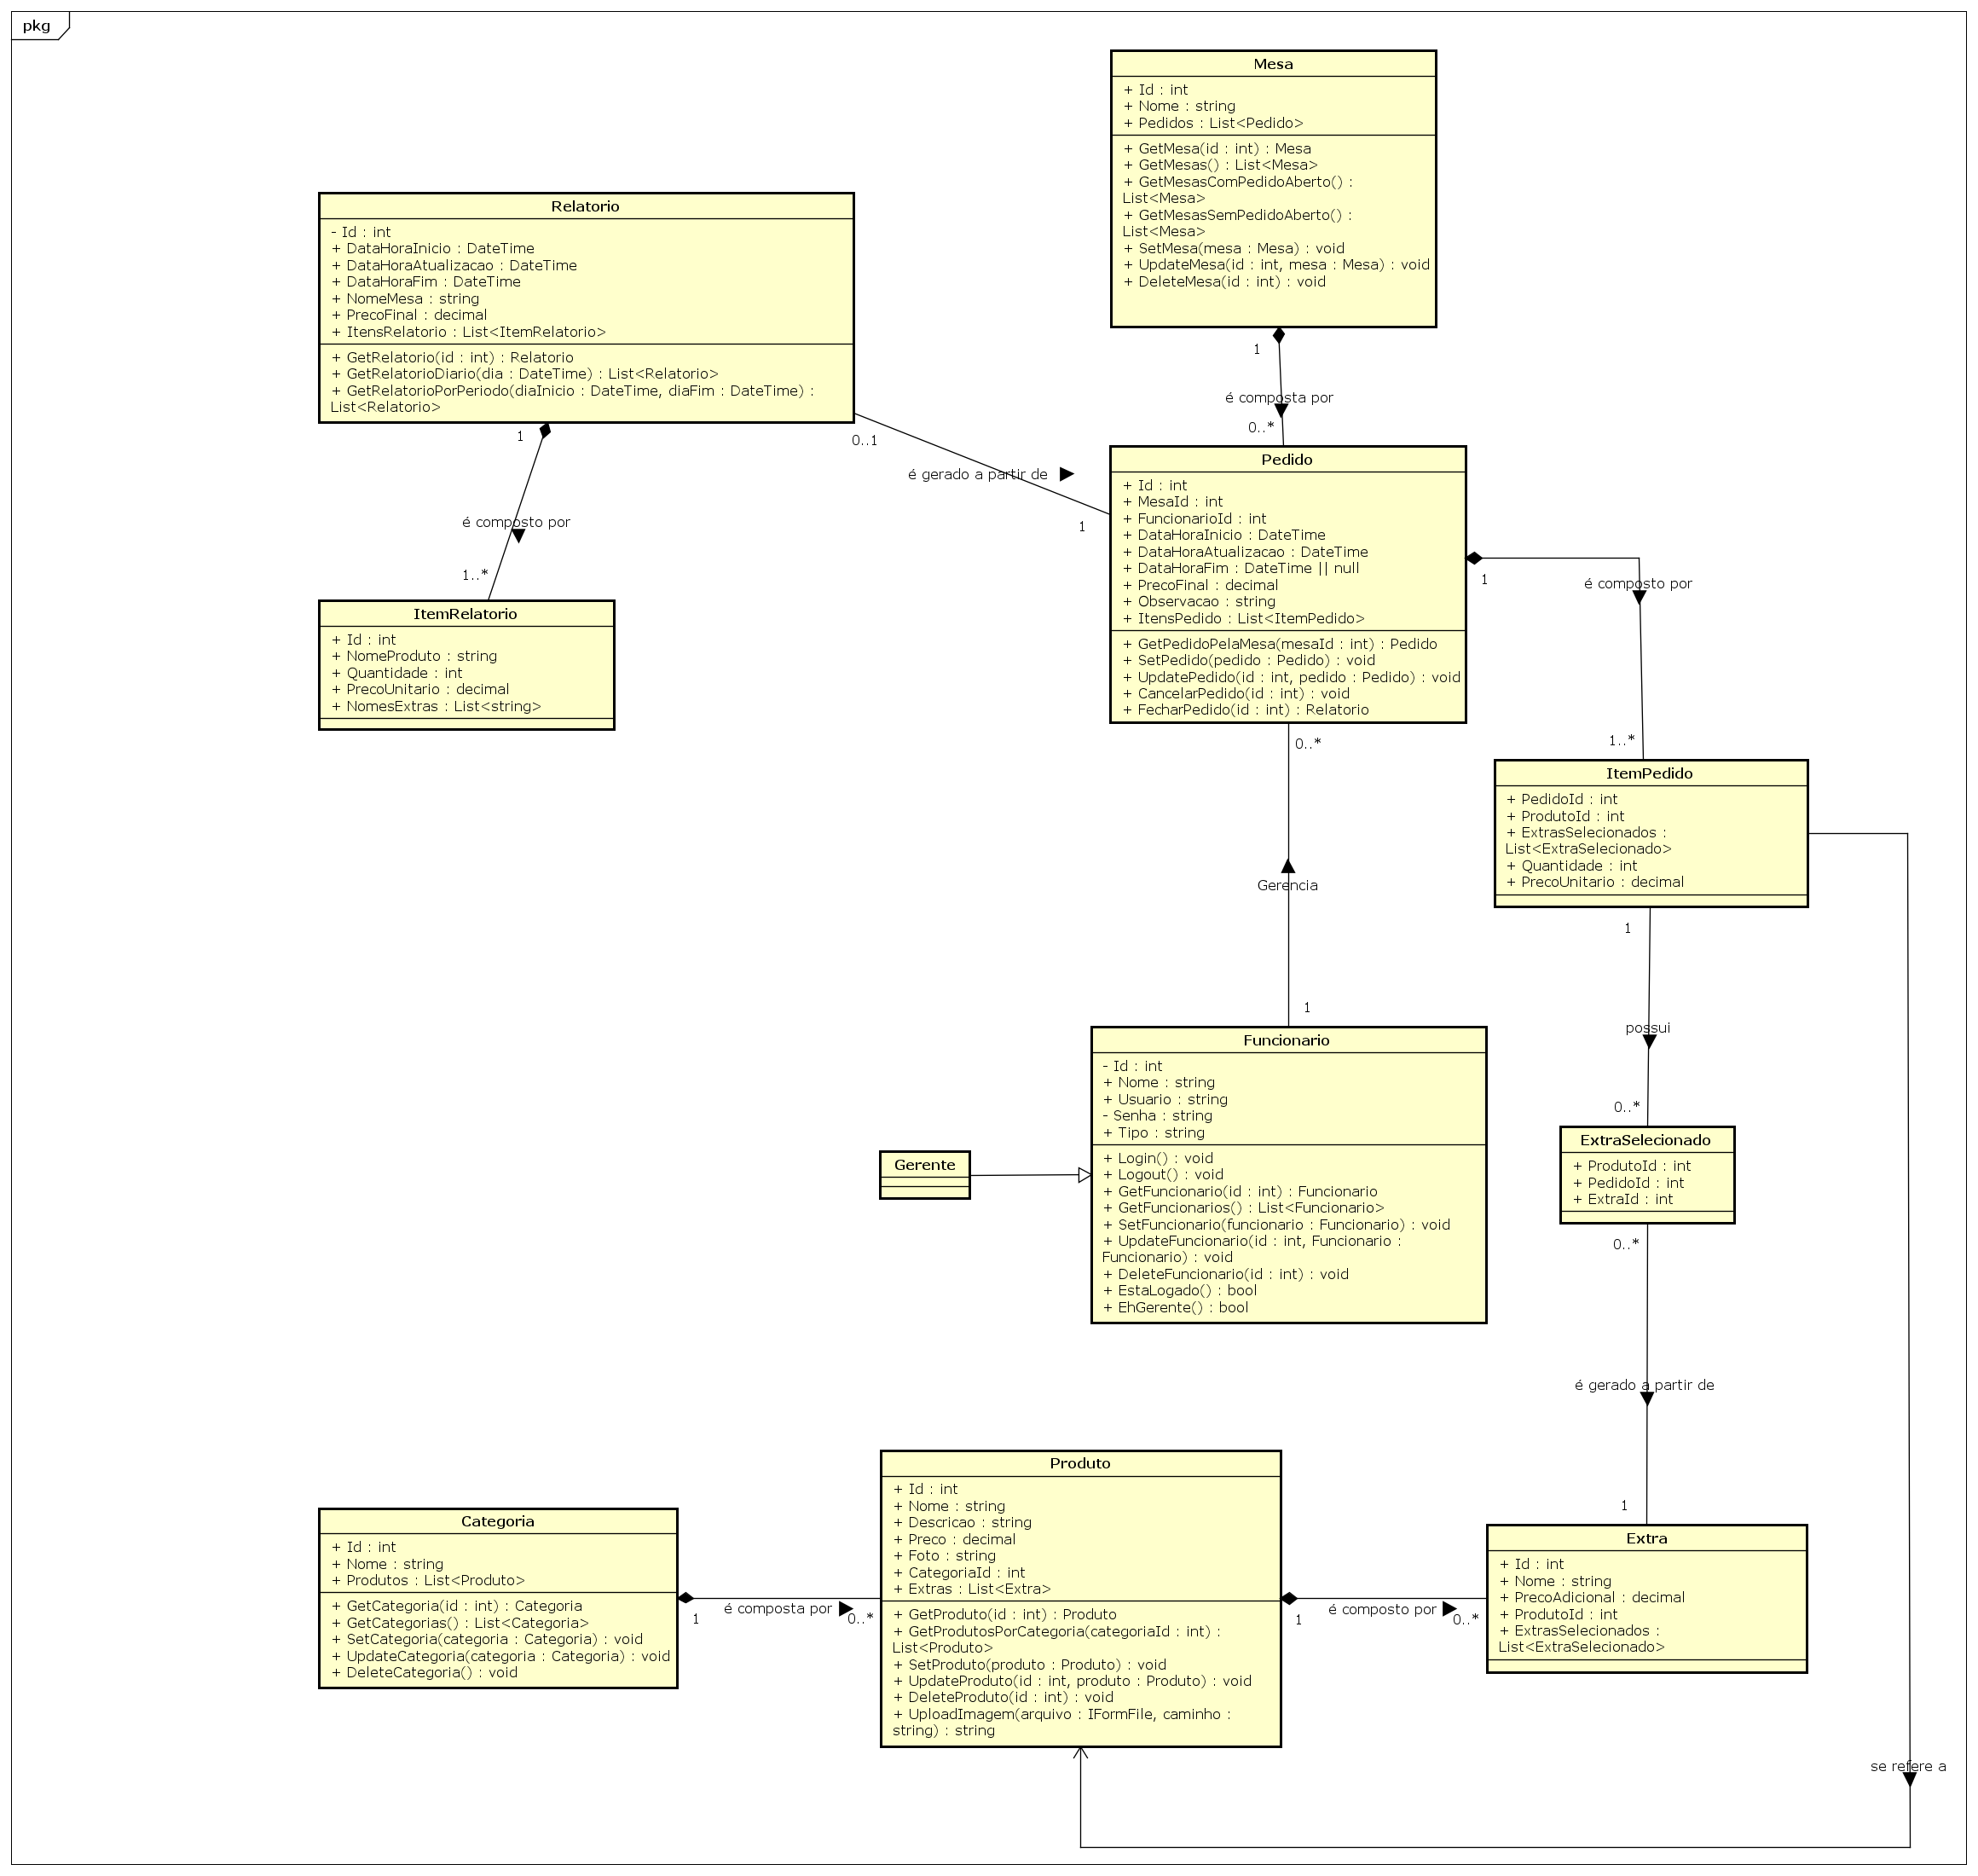 pkg
Mesa
+ Id : int
+ Nome : string
+ Pedidos : List<Pedido>
+ GetMesa(id : int) : Mesa
+ GetMesas() : List<Mesa>
+ GetMesasComPedidoAberto() :
List<Mesa>
+ GetMesasSemPedidoAberto() :
List<Mesa>
+ SetMesa(mesa : Mesa) : void
+ UpdateMesa(id : int, mesa : Mesa) : void
+ DeleteMesa(id : int) : void
1
é composta por
0..*
Relatorio
- Id : int
+ DataHoraInicio : DateTime
+ DataHoraAtualizacao : DateTime
+ DataHoraFim : DateTime
+ NomeMesa : string
+ PrecoFinal : decimal
+ ItensRelatorio : List<ItemRelatorio>
+ GetRelatorio(id : int) : Relatorio
+ GetRelatorioDiario(dia : DateTime) : List<Relatorio>
+ GetRelatorioPorPeriodo(diaInicio : DateTime, diaFim : DateTime) :
List<Relatorio>
1
é composto por
1..*
0..1
é gerado a partir de
1
ItemRelatorio
+ Id : int
+ NomeProduto : string
+ Quantidade : int
+ PrecoUnitario : decimal
+ NomesExtras : List<string>
Pedido
+ Id : int
+ MesaId : int
+ FuncionarioId : int
+ DataHoraInicio : DateTime
+ DataHoraAtualizacao : DateTime
+ DataHoraFim : DateTime || null
+ PrecoFinal : decimal
+ Observacao : string
+ ItensPedido : List<ItemPedido>
+ GetPedidoPelaMesa(mesaId : int) : Pedido
+ SetPedido(pedido : Pedido) : void
+ UpdatePedido(id : int, pedido : Pedido) : void
+ CancelarPedido(id : int) : void
+ FecharPedido(id : int) : Relatorio
1
é composto por
1..*
0..*
Gerencia
1
ItemPedido
+ PedidoId : int
+ ProdutoId : int
+ ExtrasSelecionados :
List<ExtraSelecionado>
+ Quantidade : int
+ PrecoUnitario : decimal
1
possui
0..*
Funcionario
- Id : int
+ Nome : string
+ Usuario : string
- Senha : string
+ Tipo : string
+ Login() : void
+ Logout() : void
+ GetFuncionario(id : int) : Funcionario
+ GetFuncionarios() : List<Funcionario>
+ SetFuncionario(funcionario : Funcionario) : void
+ UpdateFuncionario(id : int, Funcionario :
Funcionario) : void
+ DeleteFuncionario(id : int) : void
+ EstaLogado() : bool
+ EhGerente() : bool
Gerente
ExtraSelecionado
+ ProdutoId : int
+ PedidoId : int
+ ExtraId : int
0..*
é gerado a partir de
1
Categoria
+ Id : int
+ Nome : string
+ Produtos : List<Produto>
+ GetCategoria(id : int) : Categoria
+ GetCategorias() : List<Categoria>
+ SetCategoria(categoria : Categoria) : void
+ UpdateCategoria(categoria : Categoria) : void
+ DeleteCategoria() : void
1
é composta por
0..*
Produto
+ Id : int
+ Nome : string
+ Descricao : string
+ Preco : decimal
+ Foto : string
+ CategoriaId : int
+ Extras : List<Extra>
+ GetProduto(id : int) : Produto
+ GetProdutosPorCategoria(categoriaId : int) :
List<Produto>
+ SetProduto(produto : Produto) : void
+ UpdateProduto(id : int, produto : Produto) : void
+ DeleteProduto(id : int) : void
+ UploadImagem(arquivo : IFormFile, caminho :
string) : string
1
é composto por
0..*
Extra
+ Id : int
+ Nome : string
+ PrecoAdicional : decimal
+ ProdutoId : int
+ ExtrasSelecionados :
List<ExtraSelecionado>
se refere a